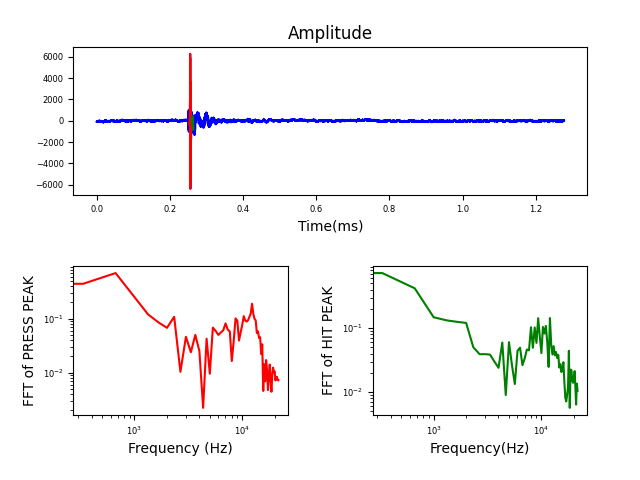 Amplitude
6000
4000
2000
0
−2000
−4000
−6000
0.0 0.2 0.4 0.6 0.8 1.0 1.2
Time(ms)
FFT of PRESS PEAK
10⁻¹
10⁻²
10³ 10⁴
Frequency (Hz)
FFT of HIT PEAK
10⁻¹
10⁻²
10³ 10⁴
Frequency(Hz)